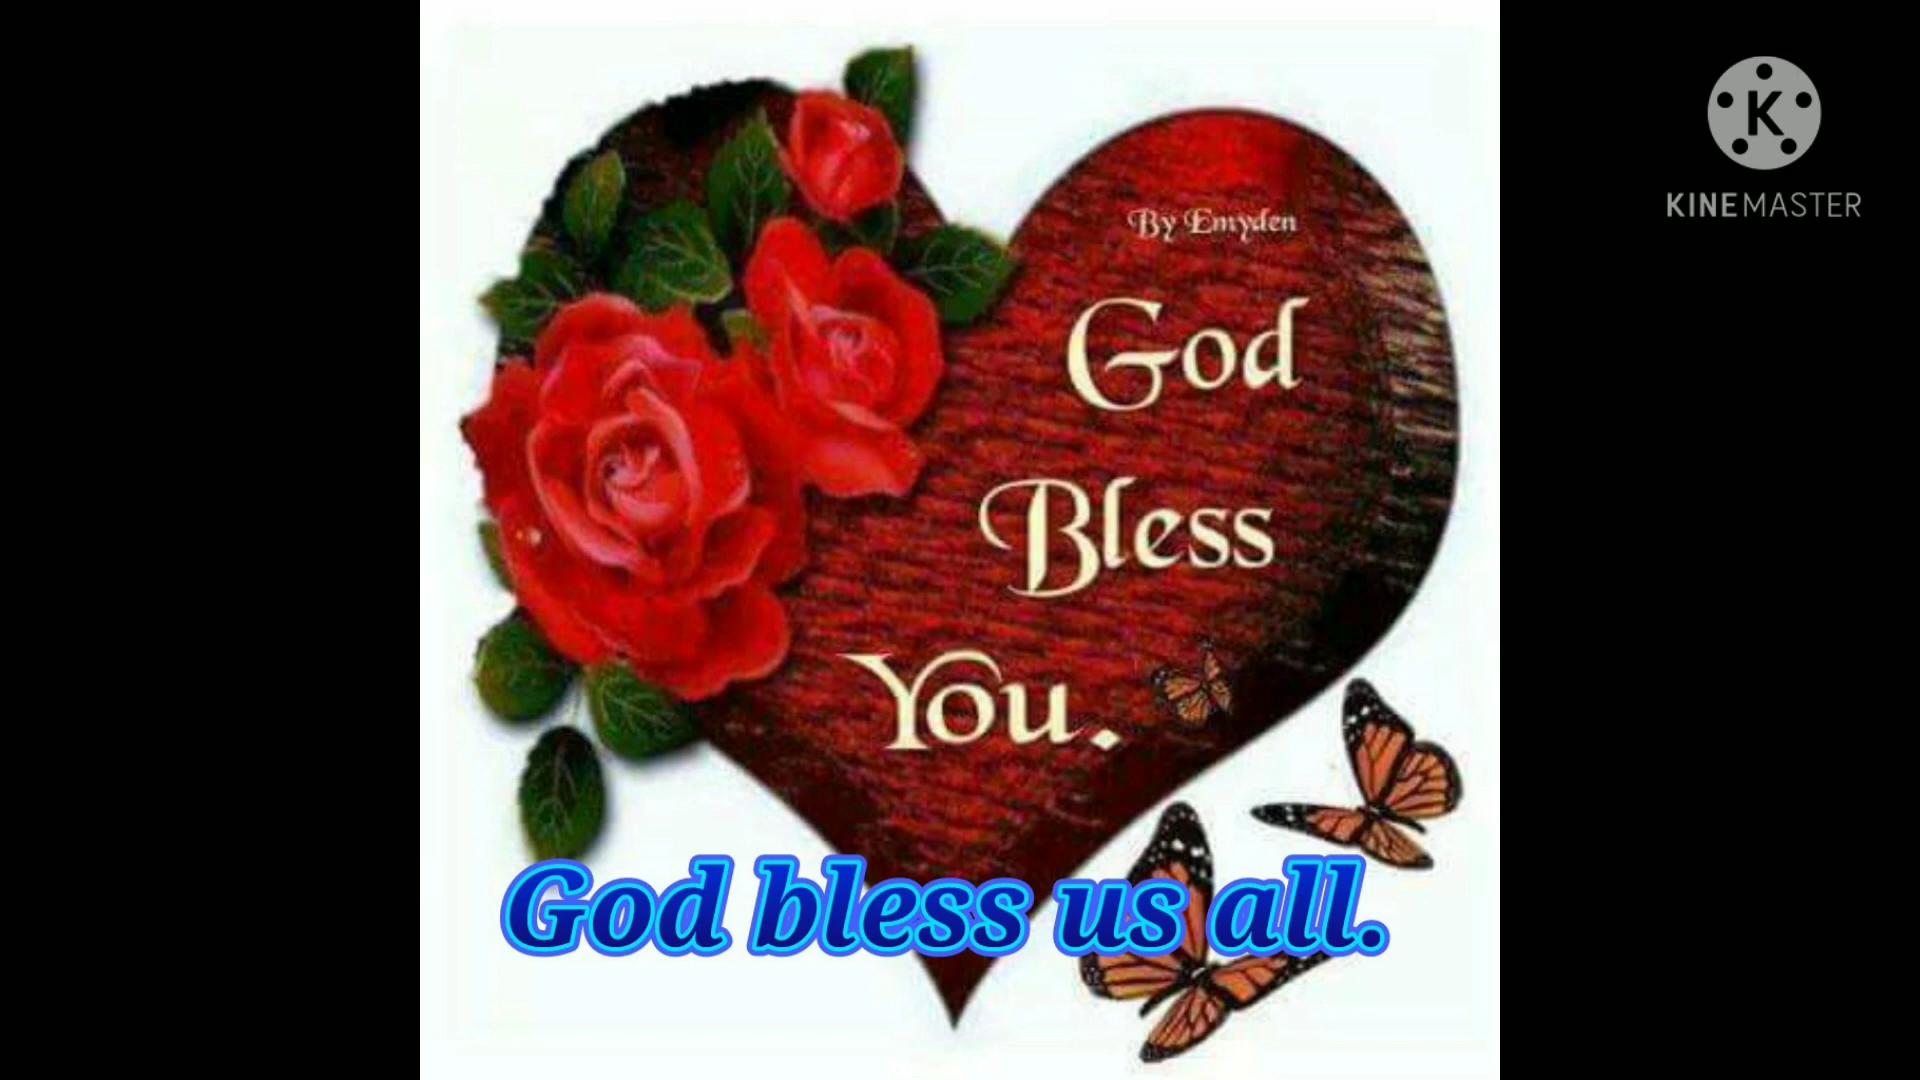 By Emyden
God
Bless
You.
God bless us all.
K
KINEMASTER